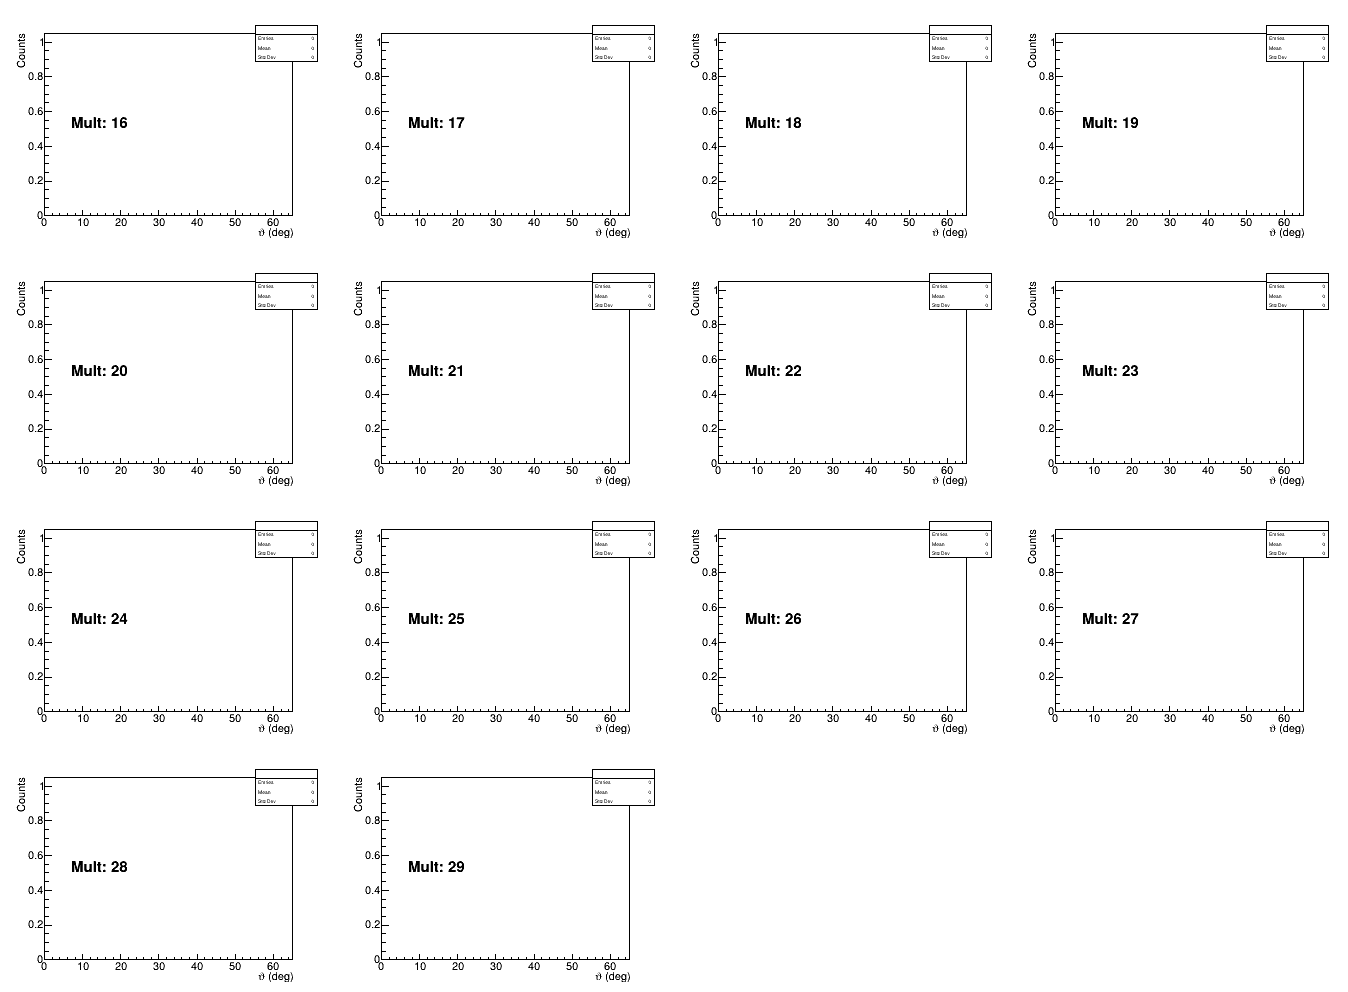 Counts
1
0.8
0.6
0.4
0.2
0
Entries 0
Mean 0
Std Dev 0
Mult: 16
0 10 20 30 40 50 60
ϑ (deg)
Counts
1
0.8
0.6
0.4
0.2
0
Entries 0
Mean 0
Std Dev 0
Mult: 17
0 10 20 30 40 50 60
ϑ (deg)
Counts
1
0.8
0.6
0.4
0.2
0
Entries 0
Mean 0
Std Dev 0
Mult: 18
0 10 20 30 40 50 60
ϑ (deg)
Counts
1
0.8
0.6
0.4
0.2
0
Entries 0
Mean 0
Std Dev 0
Mult: 19
0 10 20 30 40 50 60
ϑ (deg)
Counts
1
0.8
0.6
0.4
0.2
0
Entries 0
Mean 0
Std Dev 0
Mult: 20
0 10 20 30 40 50 60
ϑ (deg)
Counts
1
0.8
0.6
0.4
0.2
0
Entries 0
Mean 0
Std Dev 0
Mult: 21
0 10 20 30 40 50 60
ϑ (deg)
Counts
1
0.8
0.6
0.4
0.2
0
Entries 0
Mean 0
Std Dev 0
Mult: 22
0 10 20 30 40 50 60
ϑ (deg)
Counts
1
0.8
0.6
0.4
0.2
0
Entries 0
Mean 0
Std Dev 0
Mult: 23
0 10 20 30 40 50 60
ϑ (deg)
Counts
1
0.8
0.6
0.4
0.2
0
Entries 0
Mean 0
Std Dev 0
Mult: 24
0 10 20 30 40 50 60
ϑ (deg)
Counts
1
0.8
0.6
0.4
0.2
0
Entries 0
Mean 0
Std Dev 0
Mult: 25
0 10 20 30 40 50 60
ϑ (deg)
Counts
1
0.8
0.6
0.4
0.2
0
Entries 0
Mean 0
Std Dev 0
Mult: 26
0 10 20 30 40 50 60
ϑ (deg)
Counts
1
0.8
0.6
0.4
0.2
0
Entries 0
Mean 0
Std Dev 0
Mult: 27
0 10 20 30 40 50 60
ϑ (deg)
Counts
1
0.8
0.6
0.4
0.2
0
Entries 0
Mean 0
Std Dev 0
Mult: 28
0 10 20 30 40 50 60
ϑ (deg)
Counts
1
0.8
0.6
0.4
0.2
0
Entries 0
Mean 0
Std Dev 0
Mult: 29
0 10 20 30 40 50 60
ϑ (deg)